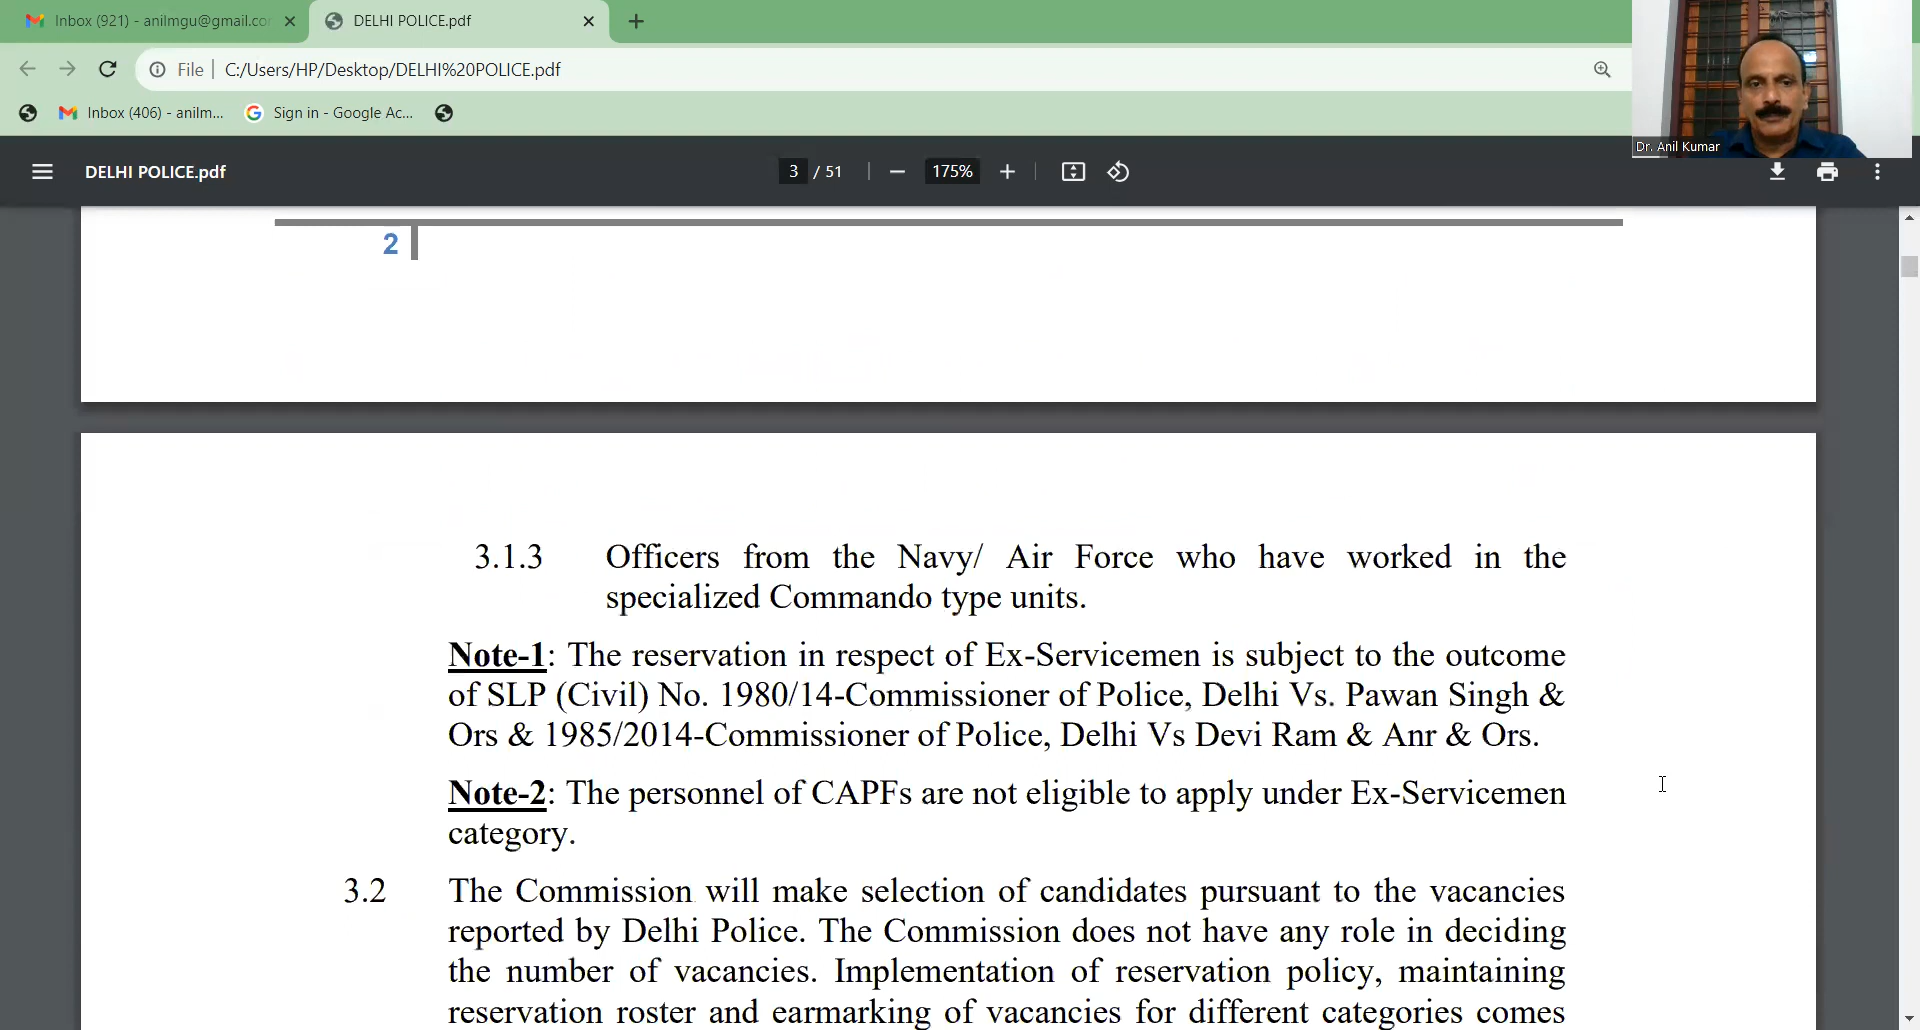 Inbox (921) - anilmgu@gmail.co
DELHI POLICE.pdf
File
C:/Users/HP/Desktop/DELHI%20POLICE.pdf
Inbox (406) - anilm...
Sign in - Google Ac...
Dr. Anil Kumar
DELHI POLICE.pdf
3 / 51
175%
2
3.1.3 Officers from the Navy/ Air Force who have worked in the
specialized Commando type units.
Note-1: The reservation in respect of Ex-Servicemen is subject to the outcome
of SLP (Civil) No. 1980/14-Commissioner of Police, Delhi Vs. Pawan Singh &
Ors & 1985/2014-Commissioner of Police, Delhi Vs Devi Ram & Anr & Ors.
Note-2: The personnel of CAPFs are not eligible to apply under Ex-Servicemen
category.
3.2 The Commission will make selection of candidates pursuant to the vacancies
reported by Delhi Police. The Commission does not have any role in deciding
the number of vacancies. Implementation of reservation policy, maintaining
reservation roster and earmarking of vacancies for different categories comes